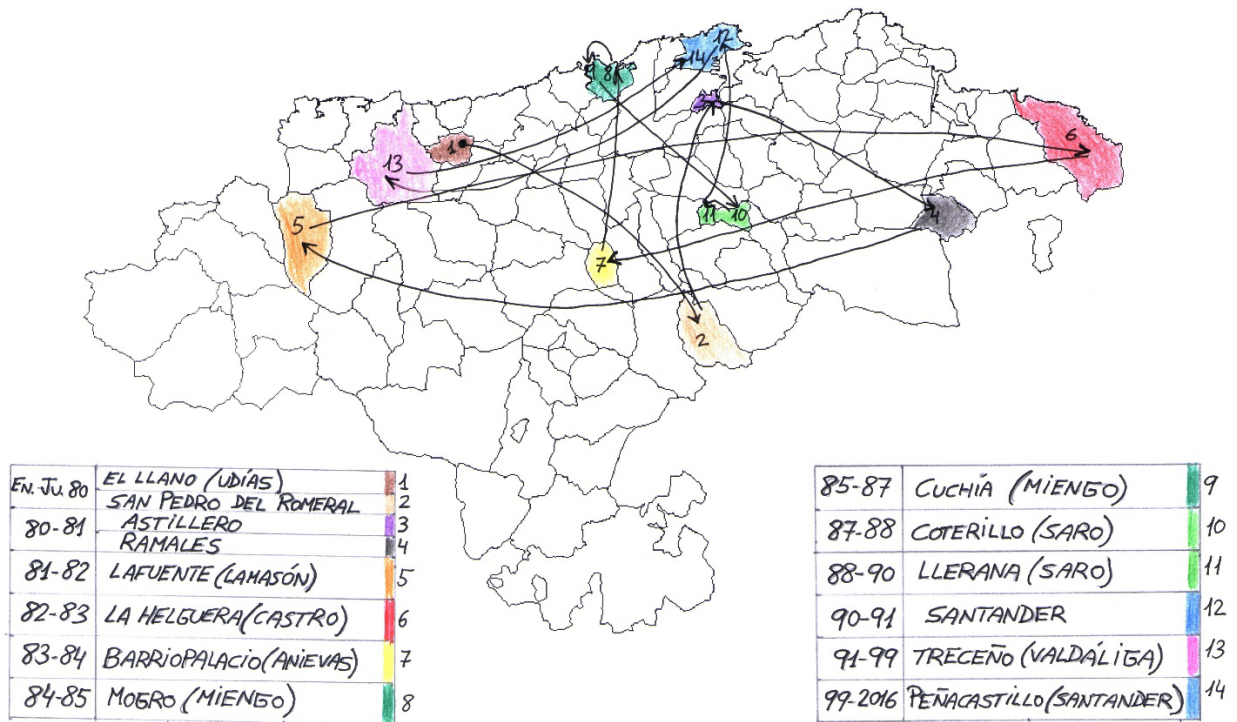 12
14
9 8
3
6
1
13
4
11 10
5
7
2
En. Ju. 80 EL LLANO (UDÍAS) 1
SAN PEDRO DEL ROMERAL 2
80-81 ASTILLERO 3
RAMALES 4
81-82 LAFUENTE (LAMASÓN) 5
82-83 LA HELGUERA (CASTRO) 6
83-84 BARRIOPALACIO (ANIEVAS) 7
84-85 MOGRO (MIENGO) 8
85-87 CUCHÍA (MIENGO) 9
87-88 COTERILLO (SARO) 10
88-90 LLERANA (SARO) 11
90-91 SANTANDER 12
91-99 TRECEÑO (VALDÁLIGA) 13
99-2016 PEÑACASTILLO (SANTANDER) 14